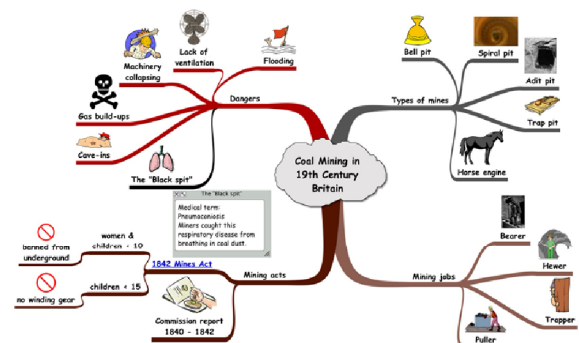 Coal Mining in
19th Century
Britain
Dangers
Flooding
Lack of
ventilation
Machinery
collapsing
Gas build-ups
Cave-ins
The "Black spit"
The "Black spit"
Medical term:
Pneumoconiosis
Miners caught this
respiratory disease from
breathing in coal dust.
Types of mines
Bell pit
Spiral pit
Adit pit
Trap pit
Horse engine
Mining acts
1842 Mines Act
women &
children < 10
banned from
underground
children < 15
no winding gear
Commission report
1840 - 1842
Mining jobs
Bearer
Hewer
Trapper
Puller